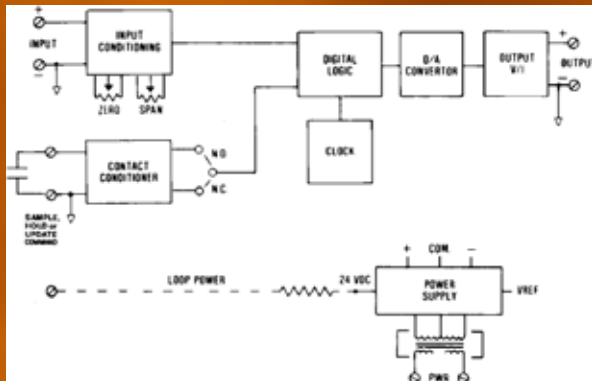 +
INPUT
−
INPUT
CONDITIONING
ZERO
SPAN
DIGITAL
LOGIC
D/A
CONVERTOR
OUTPUT
V/I
+
OUTPUT
−
CLOCK
CONTACT
CONDITIONER
N.O.
N.C.
SAMPLE,
HOLD or
UPDATE
COMMAND
LOOP POWER
24 VDC
+ COM. −
POWER
SUPPLY
VREF
PWR